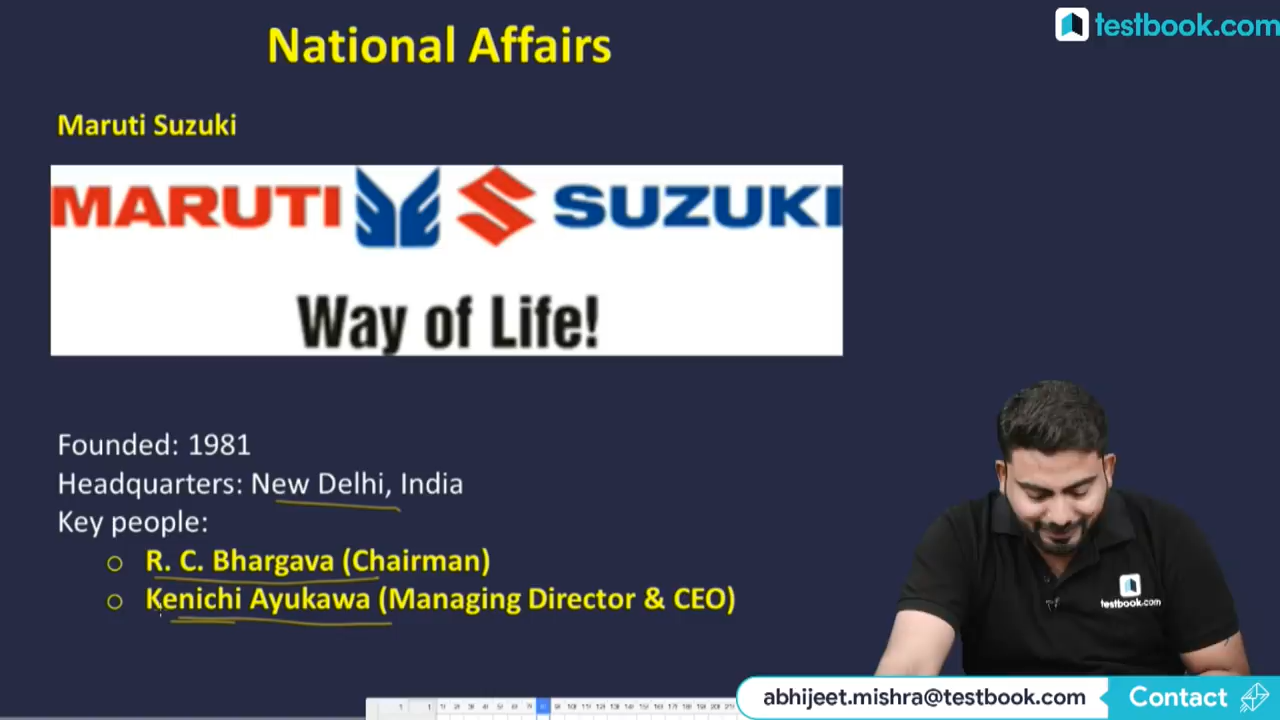 National Affairs
testbook.com
Maruti Suzuki
MARUTI SUZUKI
Way of Life!
Founded: 1981
Headquarters: New Delhi, India
Key people:
R. C. Bhargava (Chairman)
Kenichi Ayukawa (Managing Director & CEO)
testbook.com
abhijeet.mishra@testbook.com
Contact